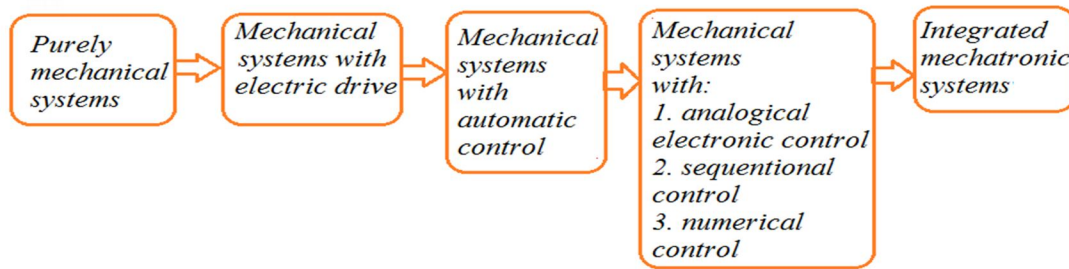 Purely
mechanical
systems
Mechanical
systems with
electric drive
Mechanical
systems
with
automatic
control
Mechanical
systems
with:
1. analogical
electronic control
2. sequentional
control
3. numerical
control
Integrated
mechatronic
systems